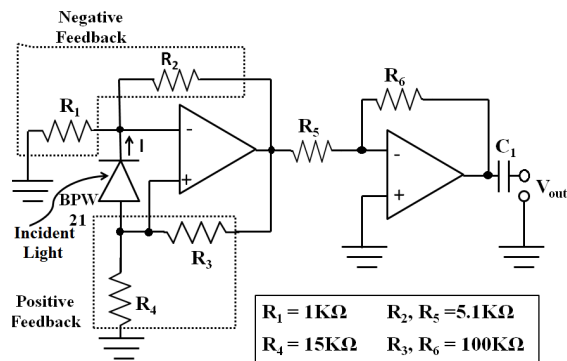 Negative
Feedback
R2
R1
I
-
+
BPW
21
Incident
Light
R3
R4
Positive
Feedback
R5
R6
-
+
C1
Vout
R1 = 1KΩ R2, R5 =5.1KΩ
R4 = 15KΩ R3, R6 = 100KΩ